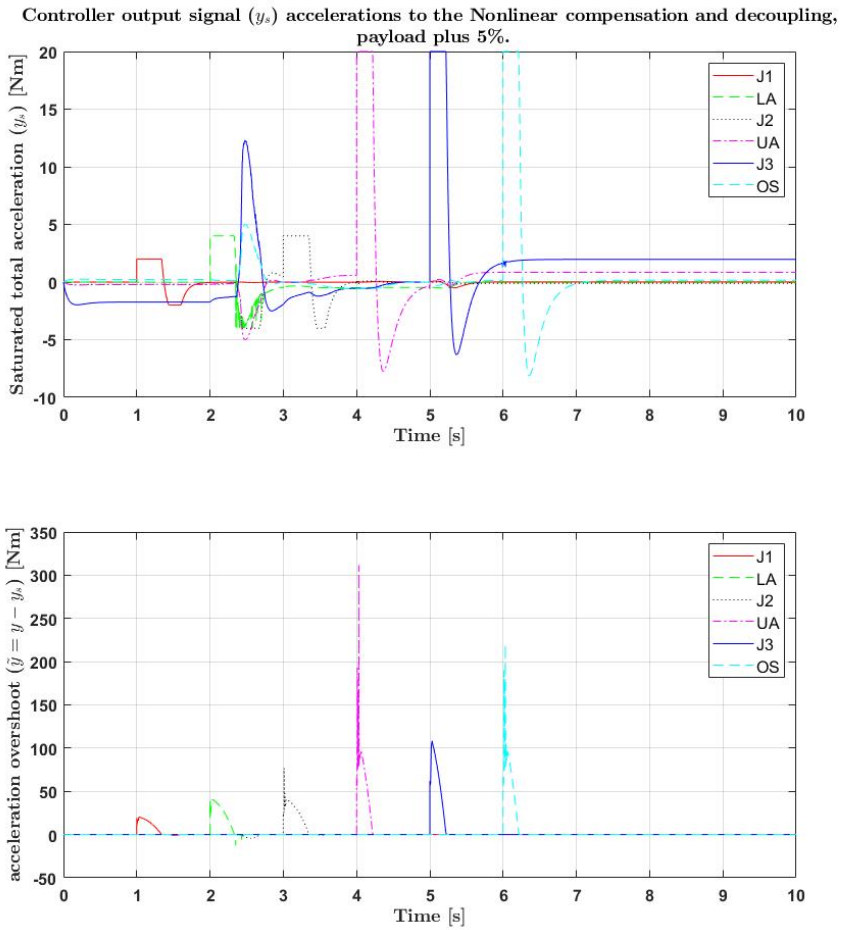 Controller output signal (yₛ) accelerations to the Nonlinear compensation and decoupling,
payload plus 5%.
Saturated total acceleration (yₛ) [Nm]
20
15
10
5
0
-5
-10
J1
LA
J2
UA
J3
OS
0 1 2 3 4 5 6 7 8 9 10
Time [s]
acceleration overshoot (ỹ = y − yₛ) [Nm]
350
300
250
200
150
100
50
0
-50
J1
LA
J2
UA
J3
OS
0 1 2 3 4 5 6 7 8 9 10
Time [s]